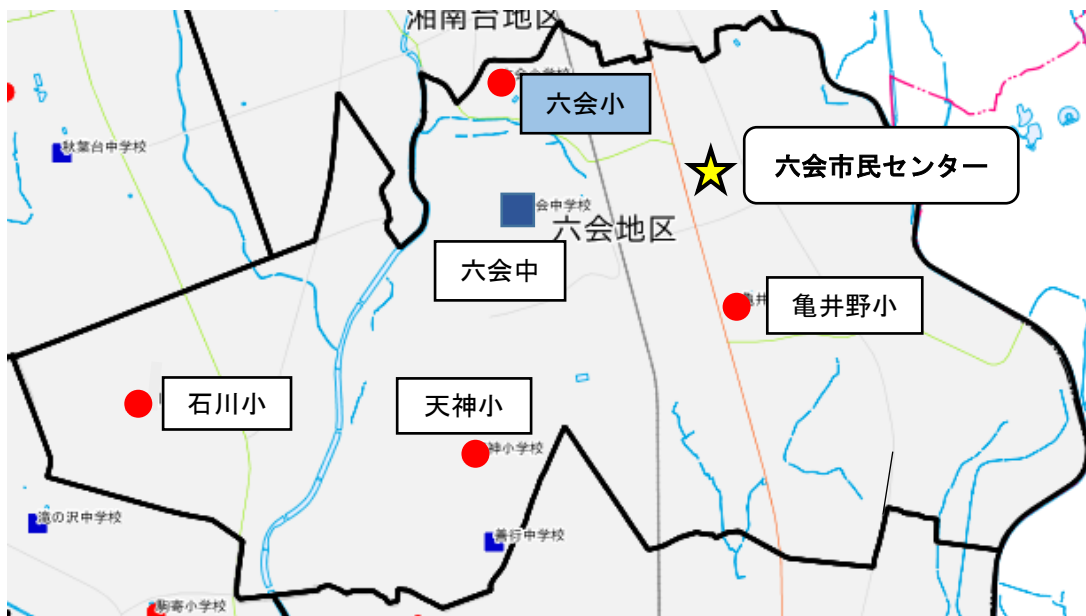 湘南台地区
六会小
秋葉台中学校
六会市民センター
会中学校
六会地区
六会中
亀井野小
石川小
天神小
神小学校
滝の沢中学校
善行中学校
駒寄小学校